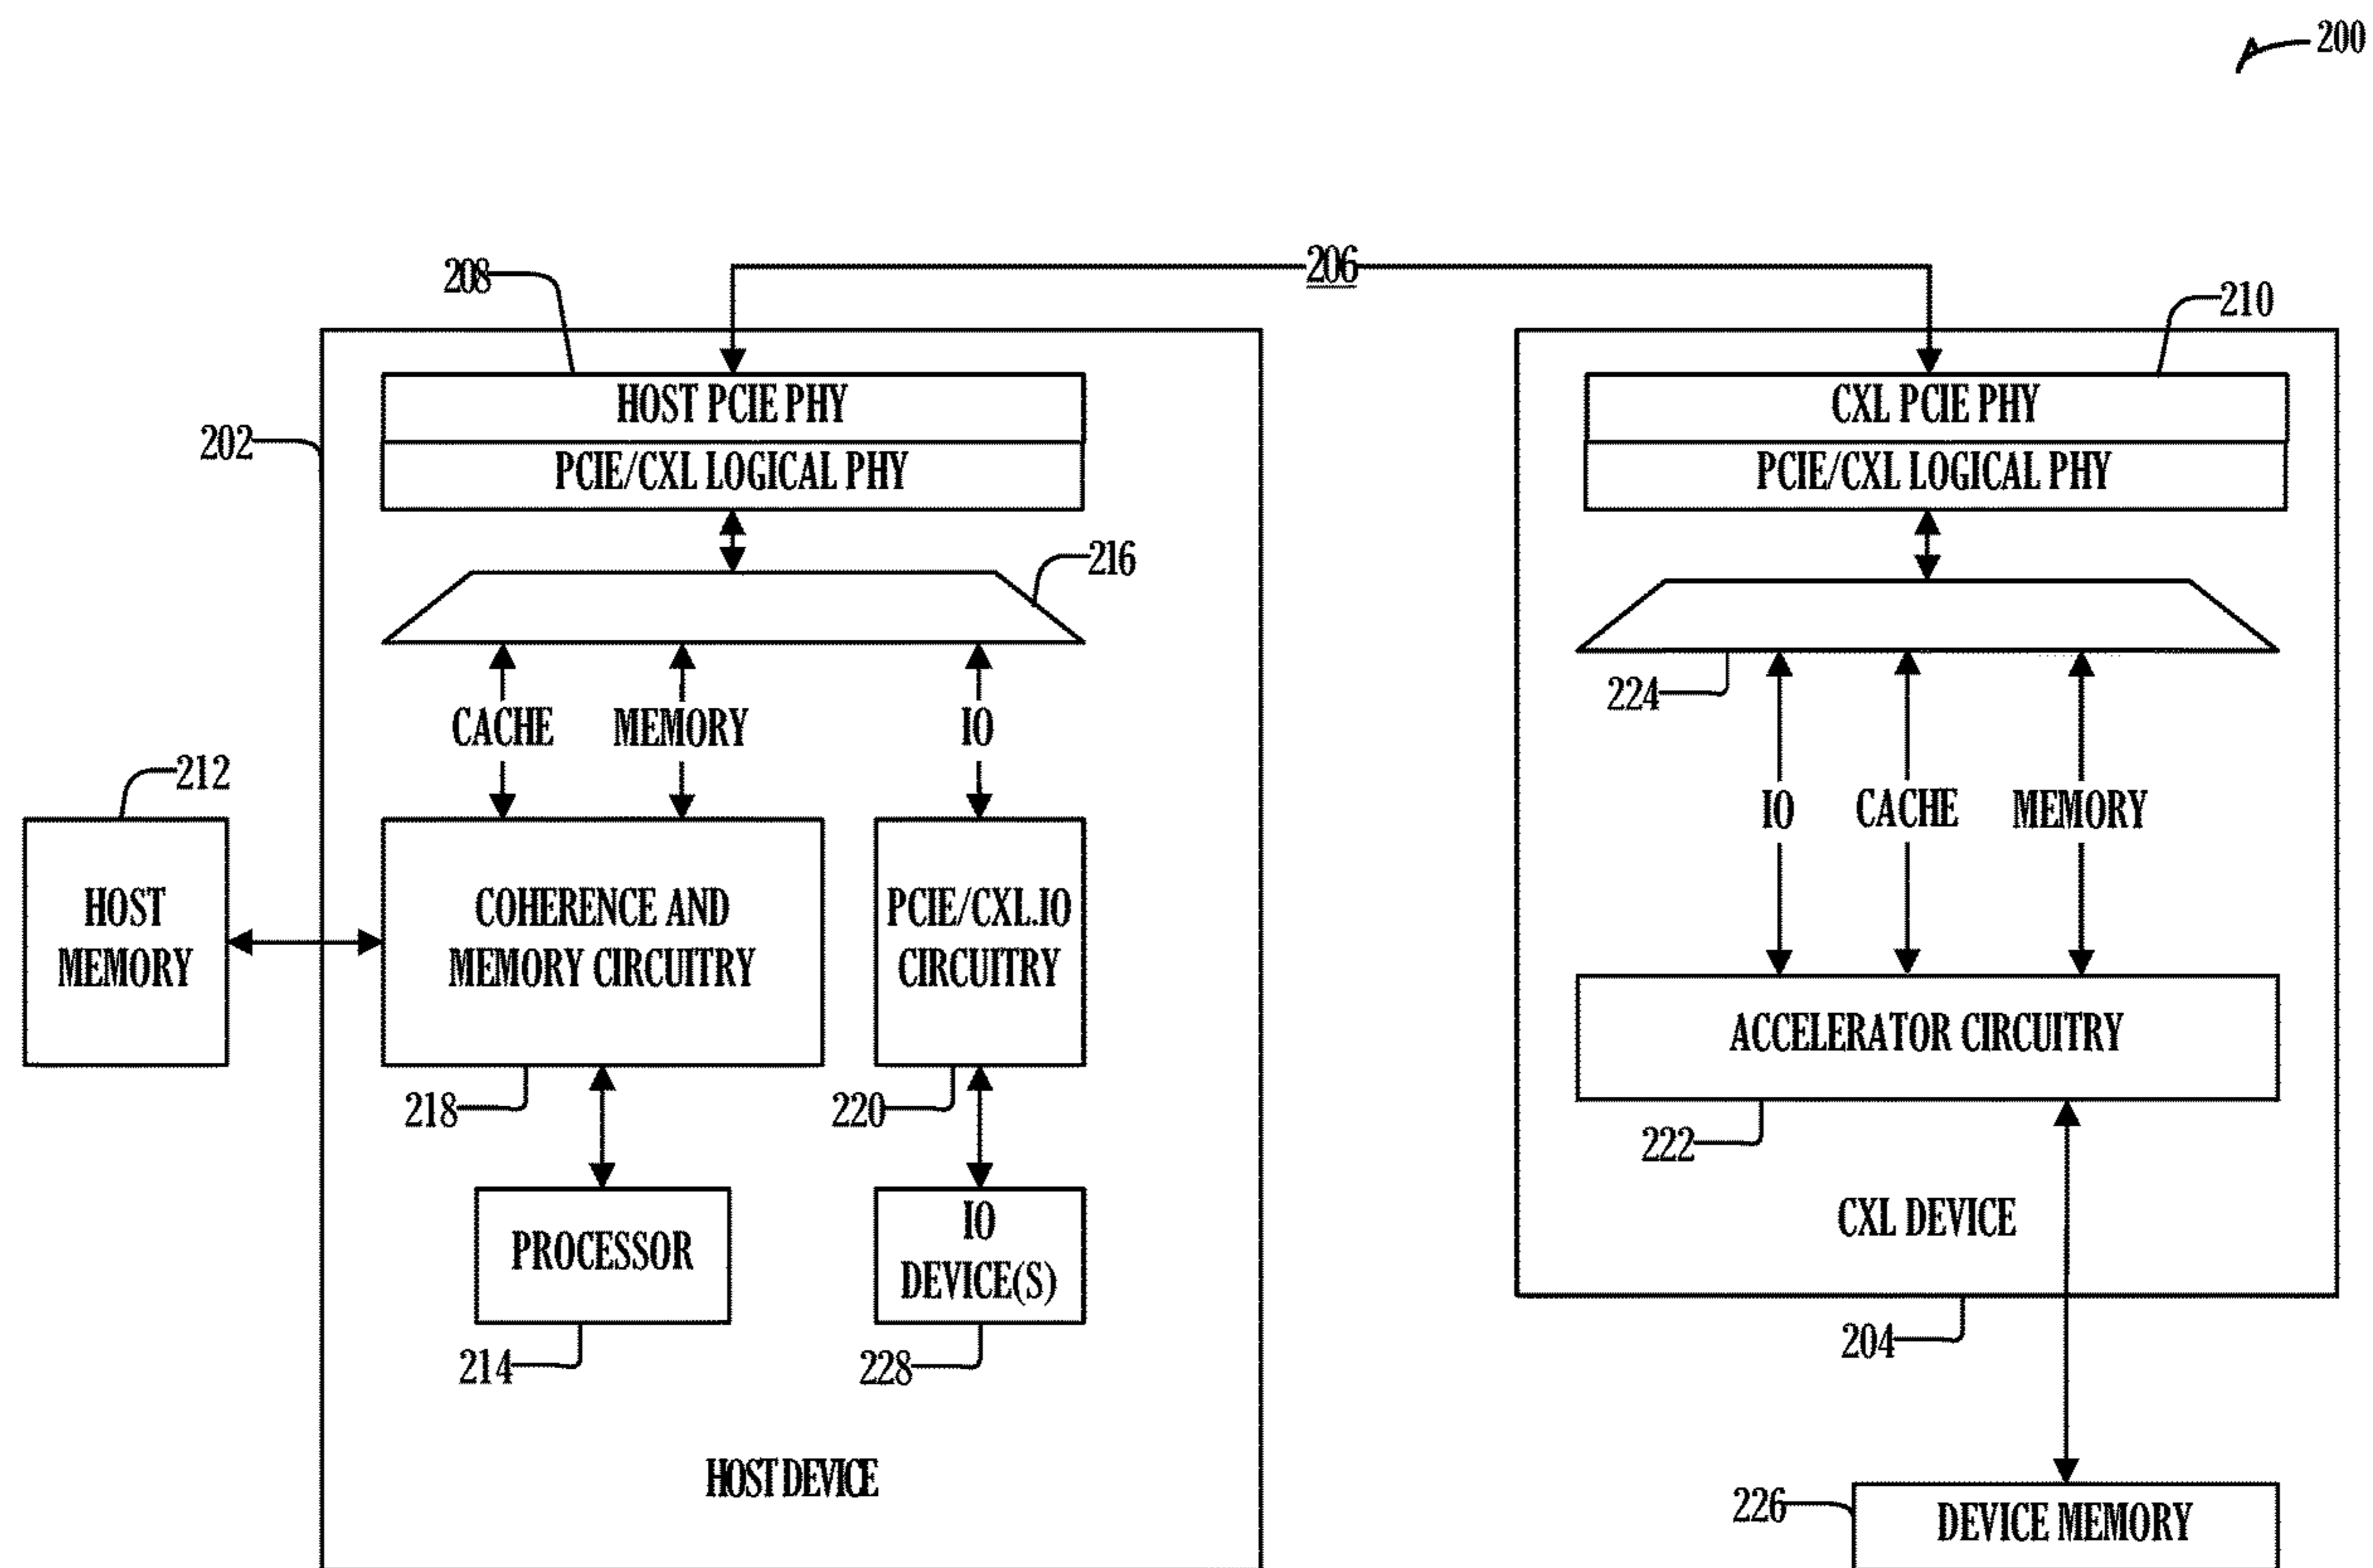 200
206
208
210
HOST PCIE PHY
CXL PCIE PHY
202
PCIE/CXL LOGICAL PHY
PCIE/CXL LOGICAL PHY
216
224
CACHE
MEMORY
IO
212
IO
CACHE
MEMORY
HOST
MEMORY
COHERENCE AND
MEMORY CIRCUITRY
PCIE/CXL.IO
CIRCUITRY
ACCELERATOR CIRCUITRY
218
220
222
PROCESSOR
IO
DEVICE(S)
CXL DEVICE
214
228
204
HOST DEVICE
226
DEVICE MEMORY